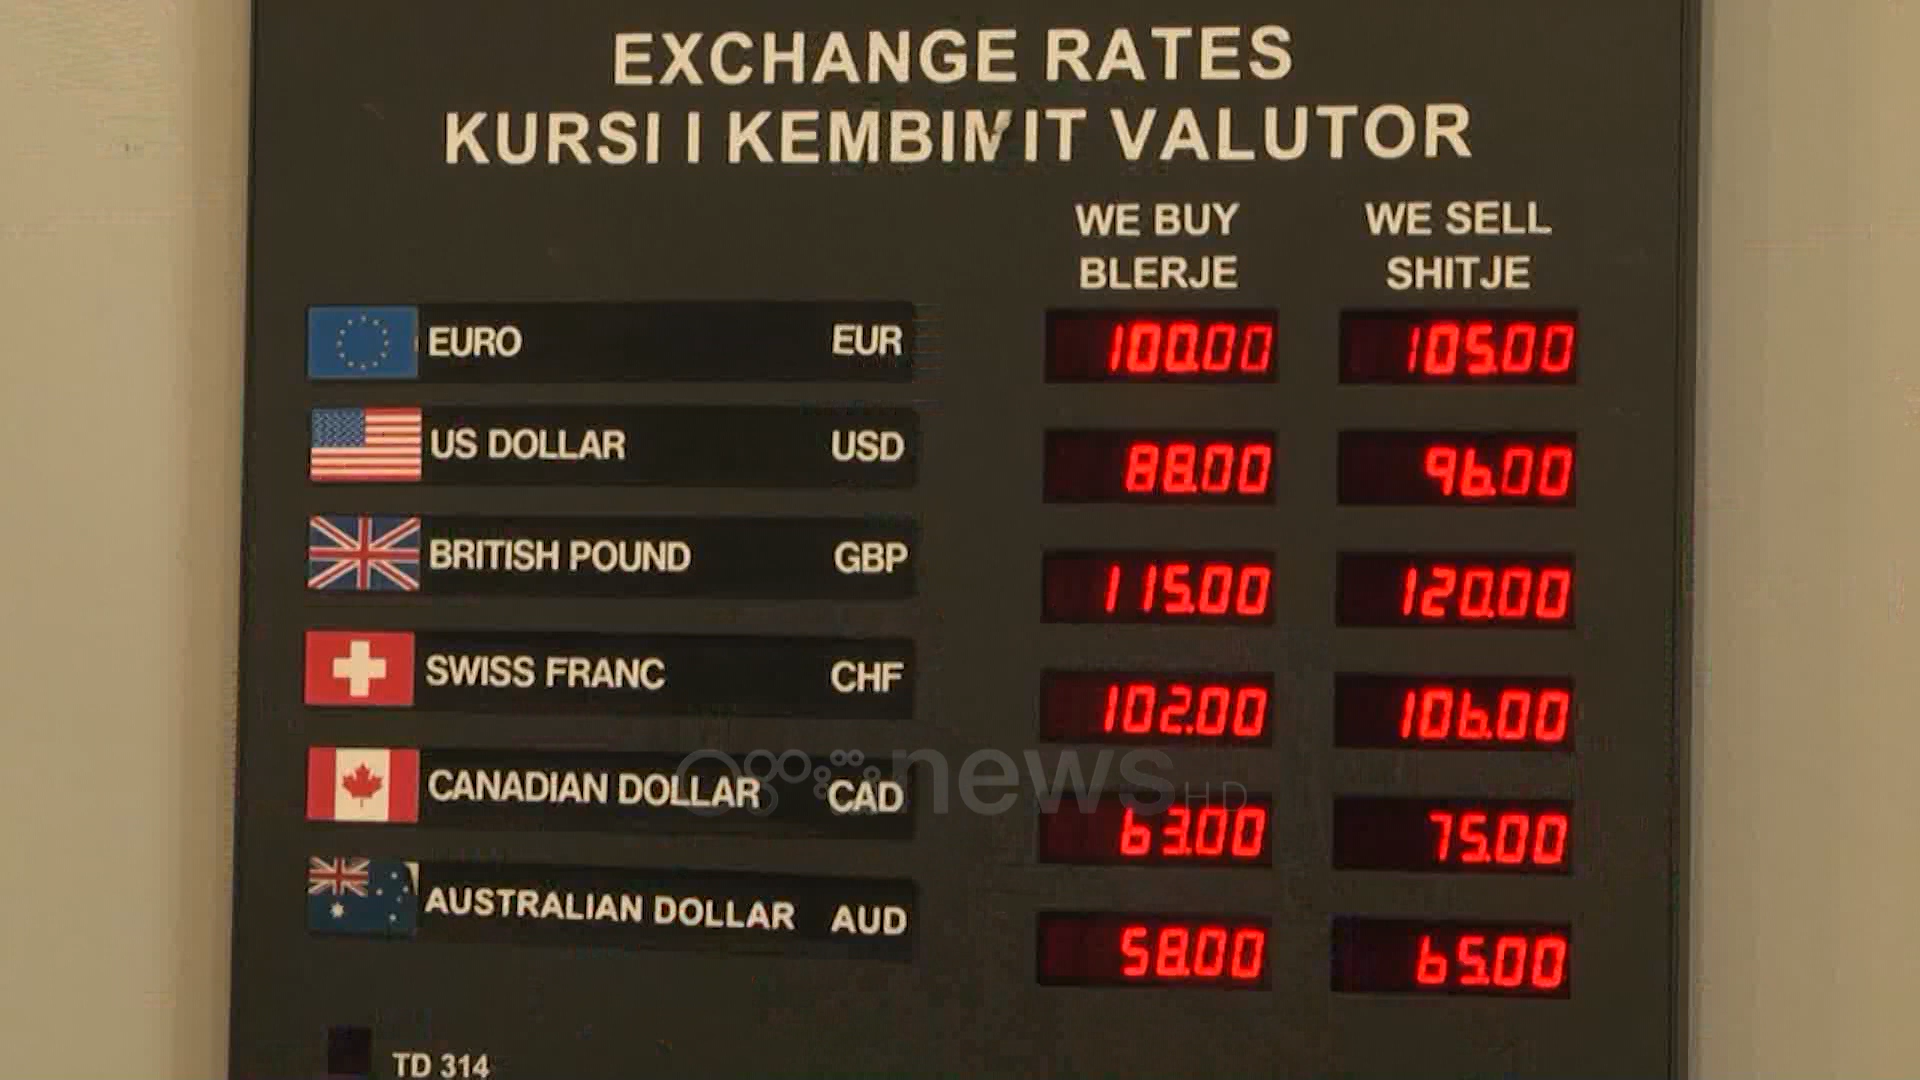 EXCHANGE RATES
KURSI I KEMBIMIT VALUTOR
WE BUY WE SELL
BLERJE SHITJE
EURO EUR 100.00 105.00
US DOLLAR USD 88.00 96.00
BRITISH POUND GBP 115.00 120.00
SWISS FRANC CHF 102.00 106.00
news HD
CANADIAN DOLLAR CAD 63.00 75.00
AUSTRALIAN DOLLAR AUD 58.00 65.00
TD 314